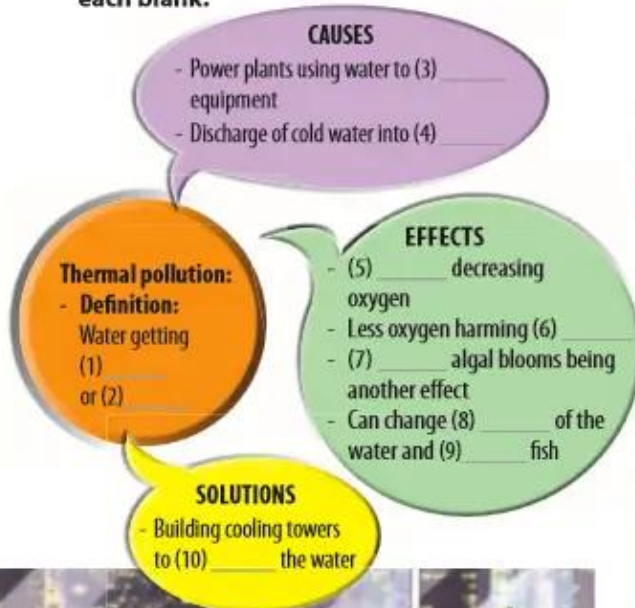 each blank.
CAUSES
- Power plants using water to (3) ______
equipment
- Discharge of cold water into (4) ______
EFFECTS
- (5) ______ decreasing
oxygen
- Less oxygen harming (6) ______
- (7) ______ algal blooms being
another effect
- Can change (8) ______ of the
water and (9) ______ fish
Thermal pollution:
- Definition:
Water getting
(1) ______
or (2) ______
SOLUTIONS
- Building cooling towers
to (10) ______ the water